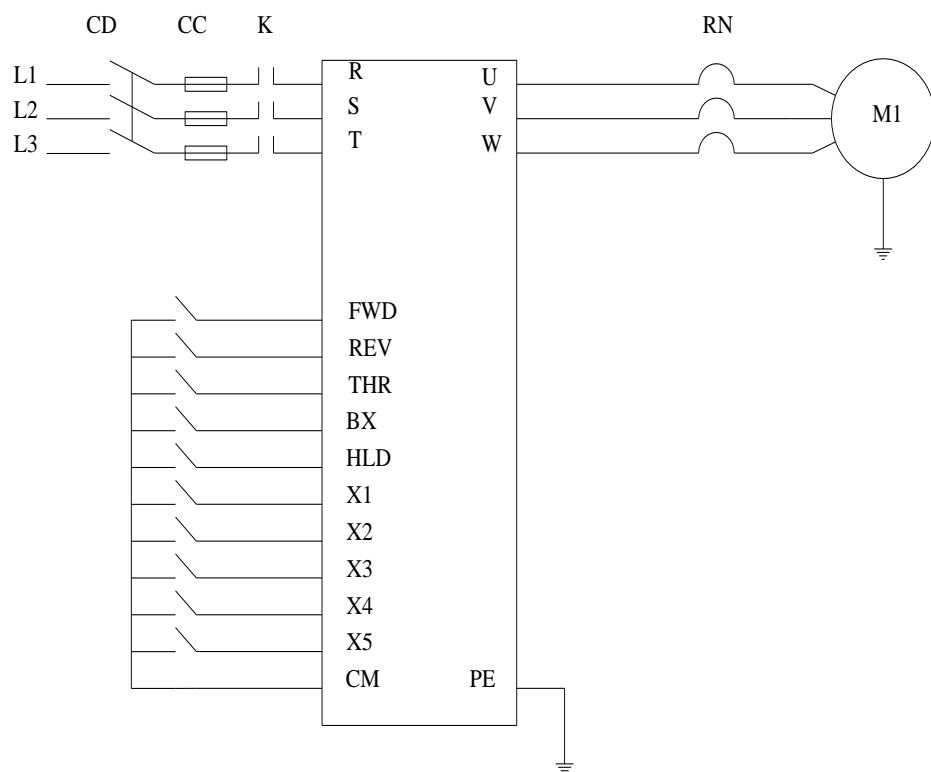 CD CC K RN
L1 R U
L2 S V M1
L3 T W
FWD
REV
THR
BX
HLD
X1
X2
X3
X4
X5
CM PE